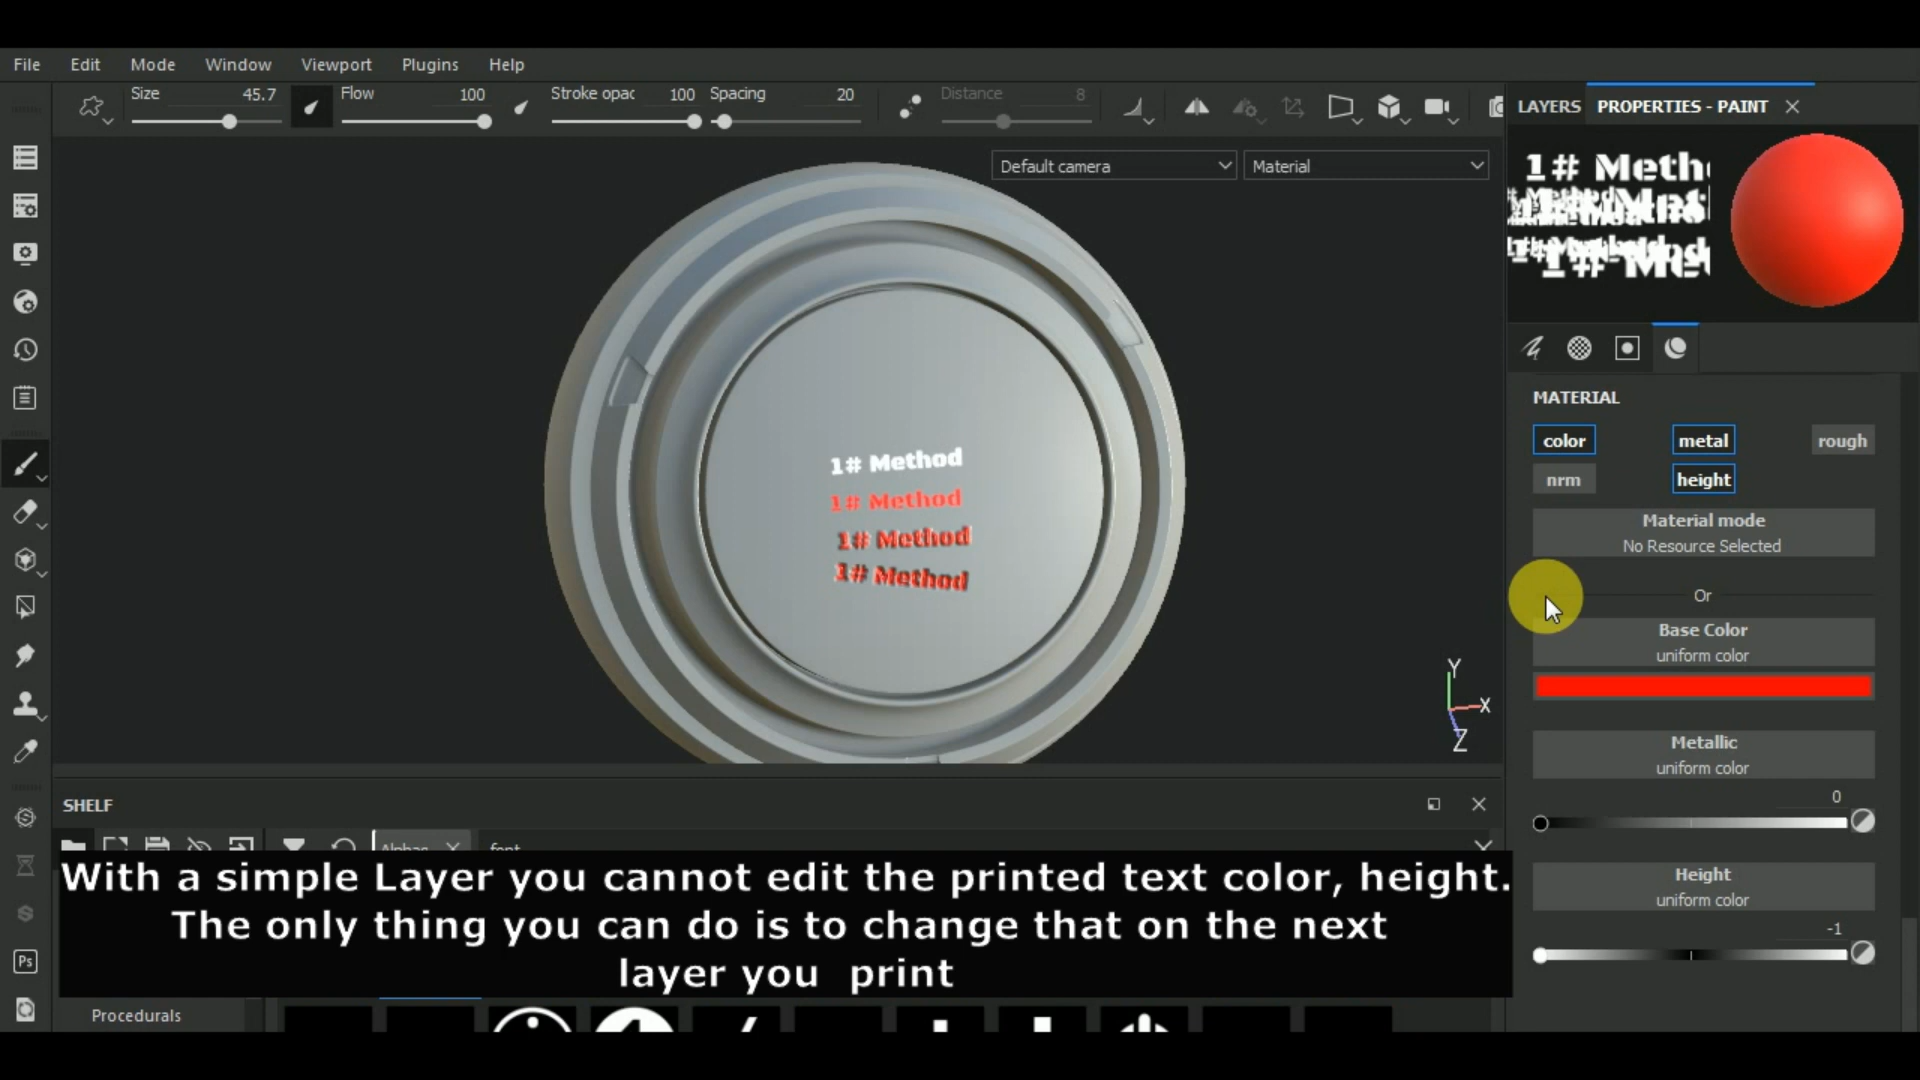 File Edit Mode Window Viewport Plugins Help
Size 45.7 Flow 100 Stroke opac 100 Spacing 20 Distance 8
LAYERS PROPERTIES - PAINT
Default camera Material
1# Method
1# Method
1# Method
1# Method
MATERIAL
color metal rough
nrm height
Material mode
No Resource Selected
Or
Base Color
uniform color
Metallic
uniform color
0
Height
uniform color
-1
Y
X
Z
SHELF
Alphas font
With a simple Layer you cannot edit the printed text color, height.
The only thing you can do is to change that on the next
layer you print
Ps
Procedurals